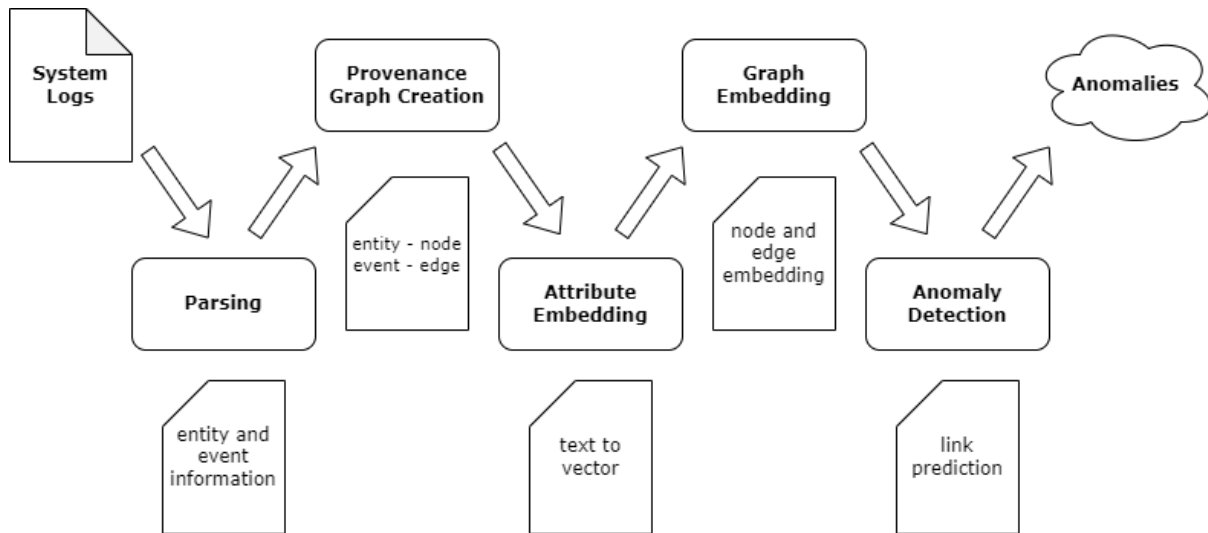 System
Logs
Provenance
Graph Creation
Graph
Embedding
Anomalies
entity - node
event - edge
node and
edge
embedding
Parsing
Attribute
Embedding
Anomaly
Detection
entity and
event
information
text to
vector
link
prediction